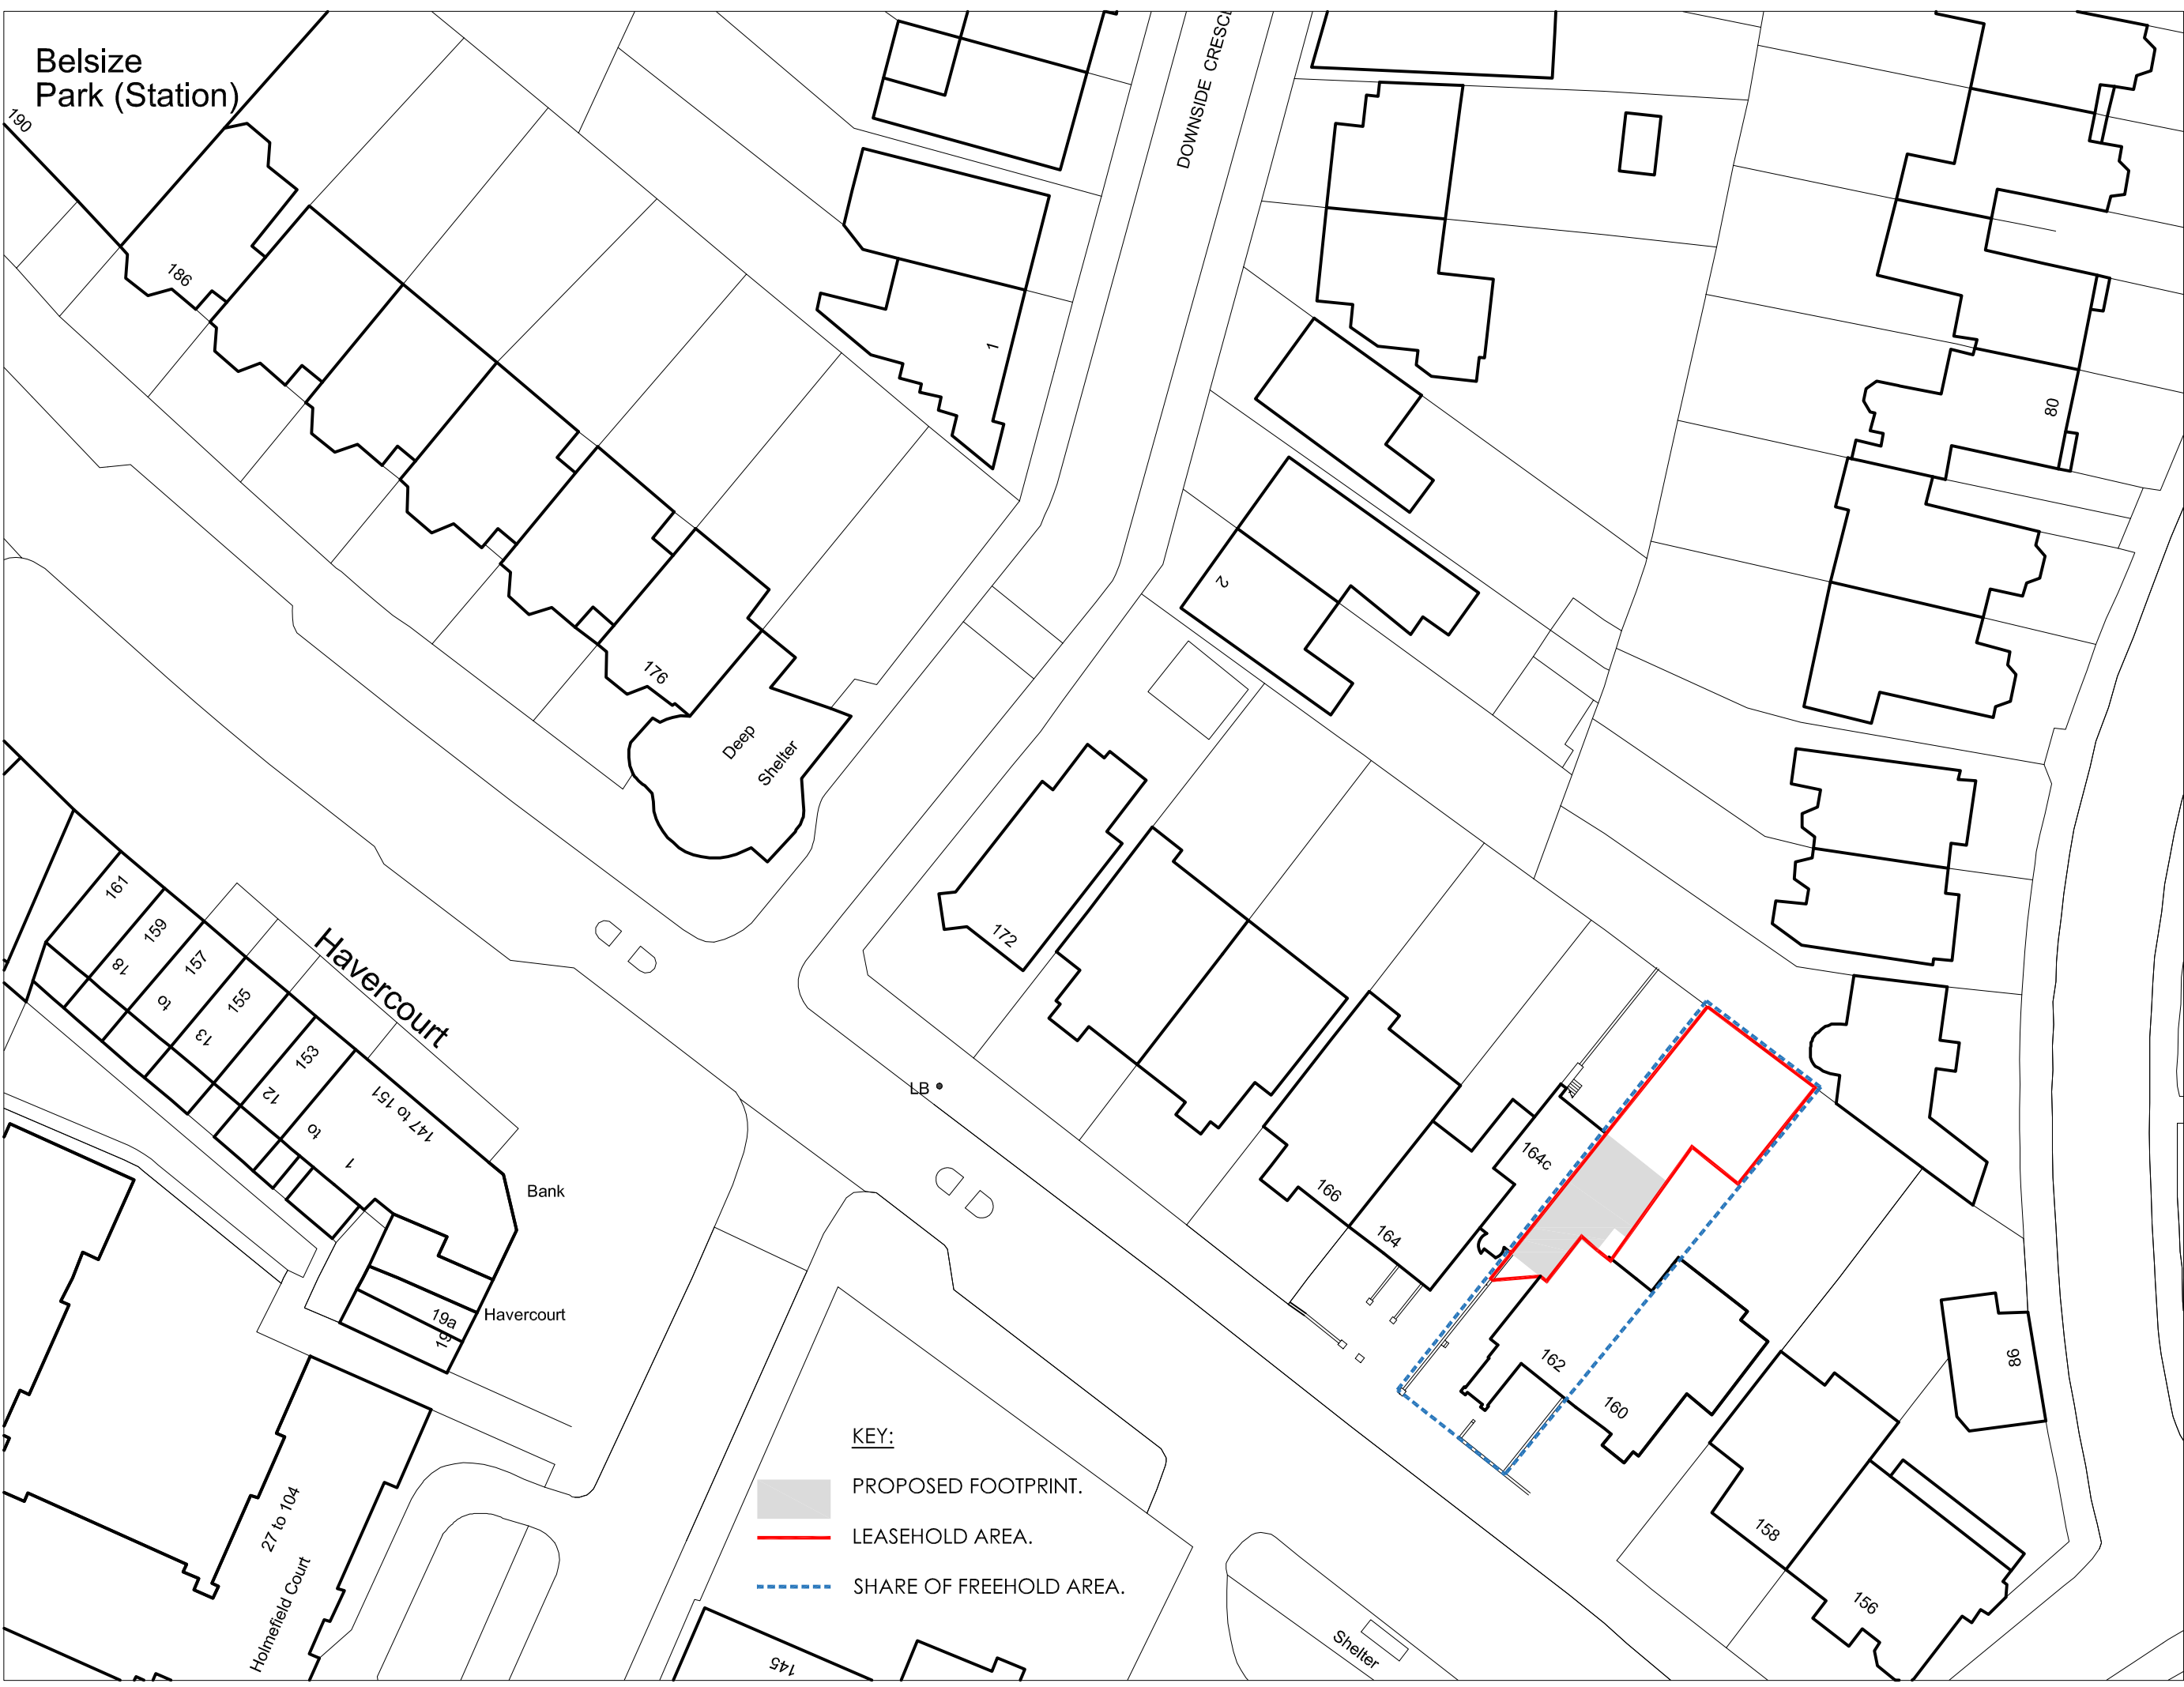 Belsize
Park (Station)
190
DOWNSIDE CRESC
186
1
80
2
176
Deep
Shelter
161
159
18
157
to
155
13
Havercourt
153
12
147 to 151
to
1
172
LB
Bank
166
164
164c
Havercourt
19a
19
162
160
86
158
156
27 to 104
Holmefield Court
KEY:
PROPOSED FOOTPRINT.
LEASEHOLD AREA.
SHARE OF FREEHOLD AREA.
145
Shelter